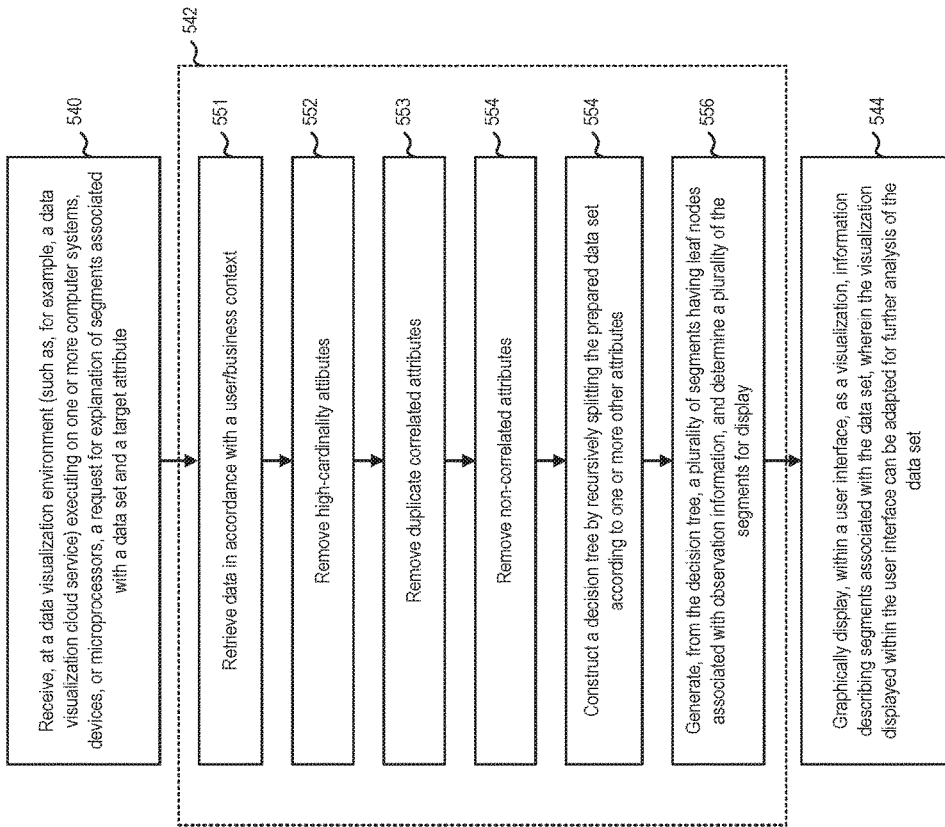 540
Receive, at a data visualization environment (such as, for example, a data
visualization cloud service) executing on one or more computer systems,
devices, or microprocessors, a request for explanation of segments associated
with a data set and a target attribute
542
551
Retrieve data in accordance with a user/business context
552
Remove high-cardinality attibutes
553
Remove duplicate correlated attributes
554
Remove non-correlated attributes
554
Construct a decision tree by recursively splitting the prepared data set
according to one or more other attributes
556
Generate, from the decision tree, a plurality of segments having leaf nodes
associated with observation information, and determine a plurality of the
segments for display
544
Graphically display, within a user interface, as a visualization, information
describing segments associated with the data set, wherein the visualization
displayed within the user interface can be adapted for further analysis of the
data set